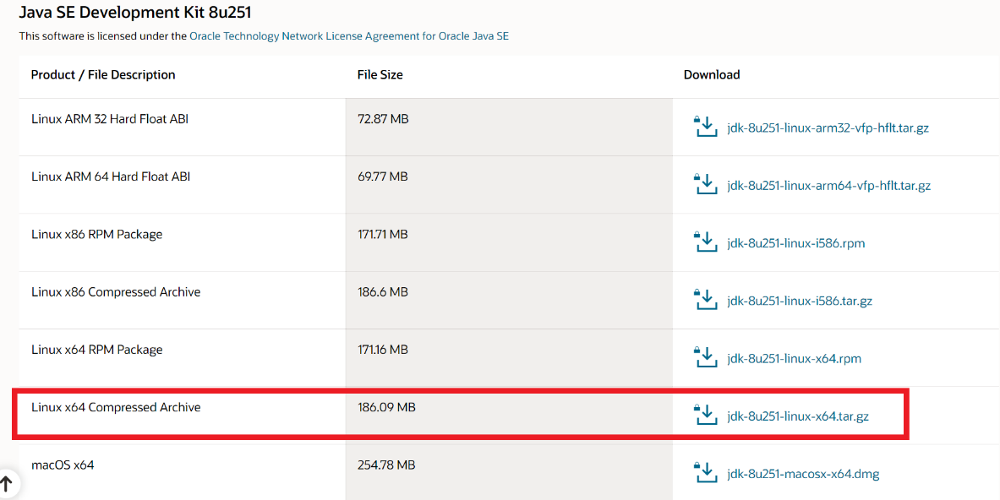 Java SE Development Kit 8u251
This software is licensed under the Oracle Technology Network License Agreement for Oracle Java SE
Product / File Description File Size Download
Linux ARM 32 Hard Float ABI 72.87 MB jdk-8u251-linux-arm32-vfp-hflt.tar.gz
Linux ARM 64 Hard Float ABI 69.77 MB jdk-8u251-linux-arm64-vfp-hflt.tar.gz
Linux x86 RPM Package 171.71 MB jdk-8u251-linux-i586.rpm
Linux x86 Compressed Archive 186.6 MB jdk-8u251-linux-i586.tar.gz
Linux x64 RPM Package 171.16 MB jdk-8u251-linux-x64.rpm
Linux x64 Compressed Archive 186.09 MB jdk-8u251-linux-x64.tar.gz
macOS x64 254.78 MB jdk-8u251-macosx-x64.dmg